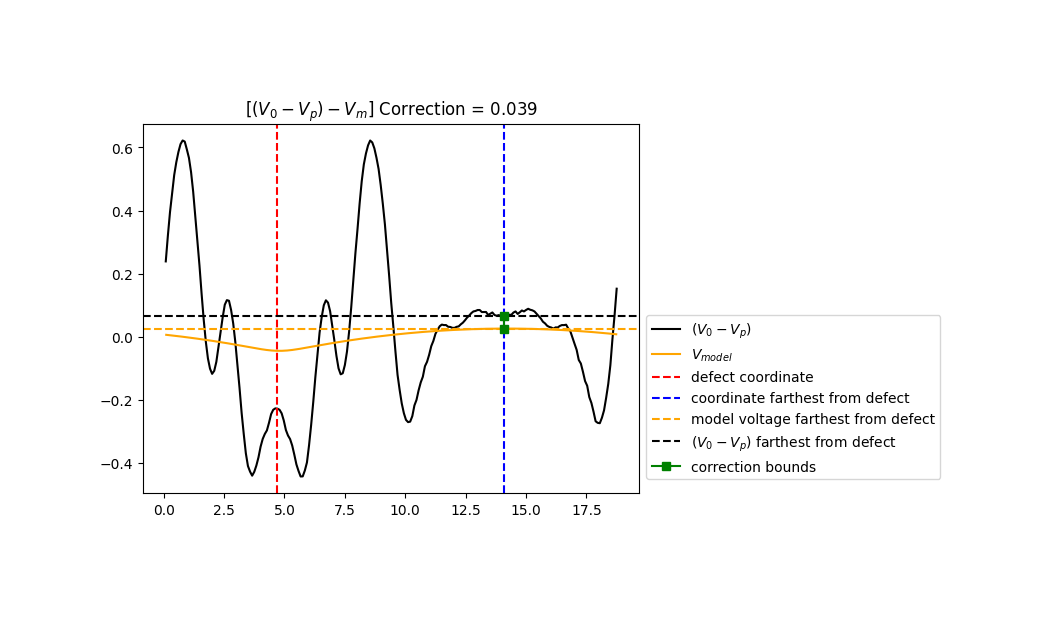 [(V₀ − Vₚ) − Vₘ] Correction = 0.039
0.6
0.4
0.2
0.0
−0.2
−0.4
0.0 2.5 5.0 7.5 10.0 12.5 15.0 17.5
(V₀ − Vₚ)
V_model
defect coordinate
coordinate farthest from defect
model voltage farthest from defect
(V₀ − Vₚ) farthest from defect
correction bounds